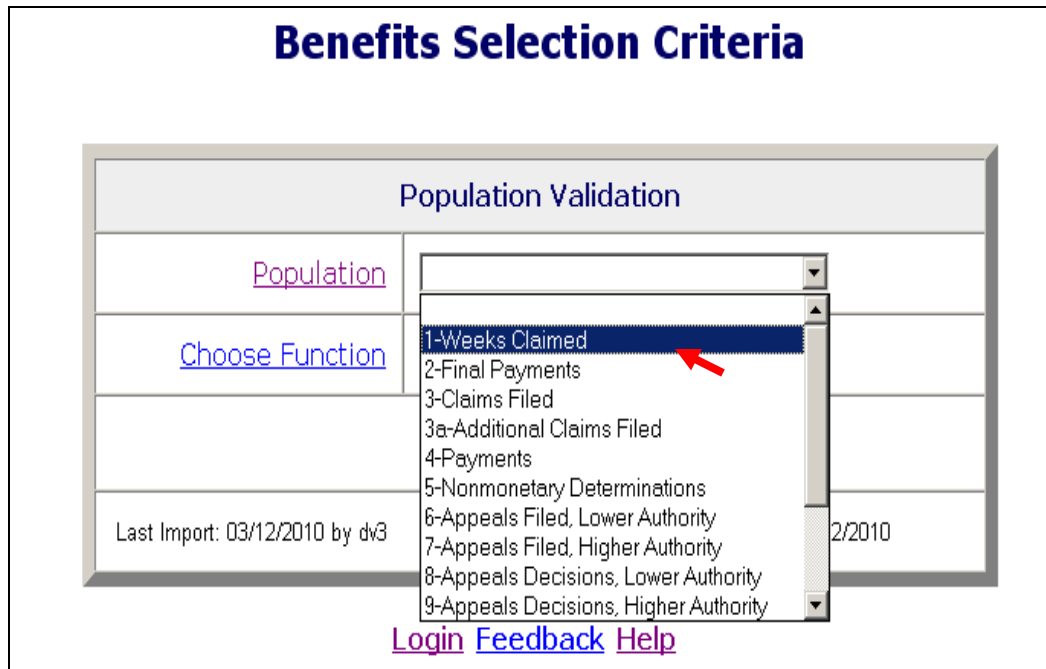 Benefits Selection Criteria
Population Validation
Population
1-Weeks Claimed
Choose Function
2-Final Payments
3-Claims Filed
3a-Additional Claims Filed
4-Payments
5-Nonmonetary Determinations
6-Appeals Filed, Lower Authority
Last Import: 03/12/2010 by dv3
2/2010
7-Appeals Filed, Higher Authority
8-Appeals Decisions, Lower Authority
9-Appeals Decisions, Higher Authority
Login Feedback Help